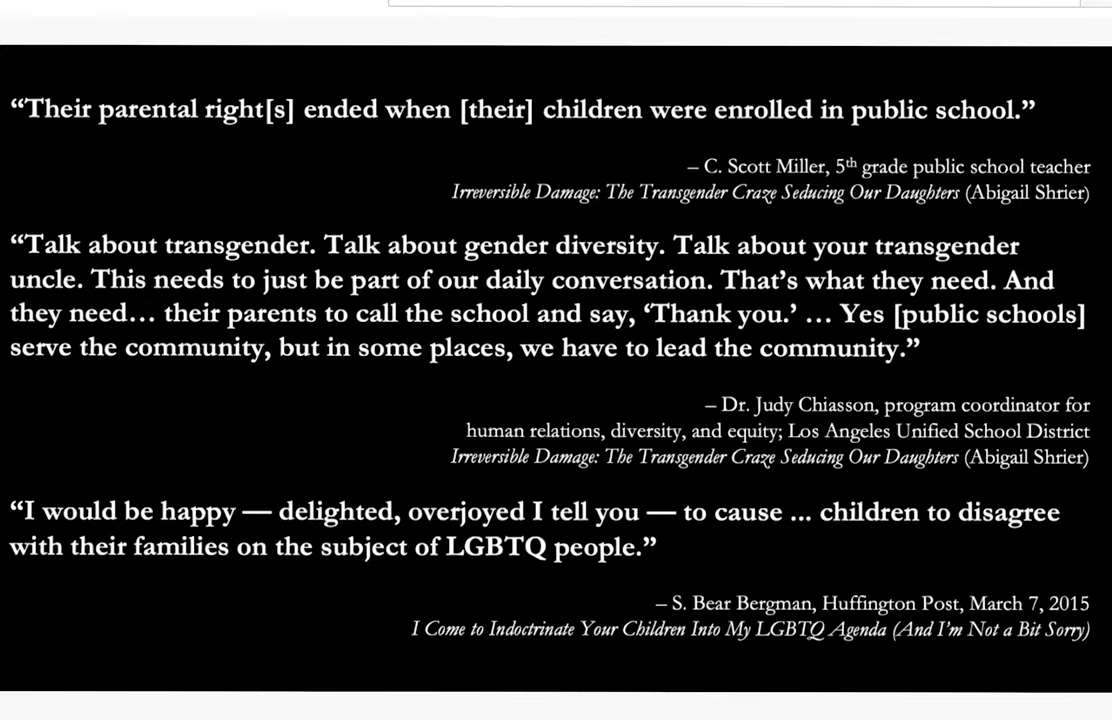 “Their parental right[s] ended when [their] children were enrolled in public school.”
– C. Scott Miller, 5th grade public school teacher
Irreversible Damage: The Transgender Craze Seducing Our Daughters (Abigail Shrier)
“Talk about transgender. Talk about gender diversity. Talk about your transgender
uncle. This needs to just be part of our daily conversation. That’s what they need. And
they need… their parents to call the school and say, ‘Thank you.’ … Yes [public schools]
serve the community, but in some places, we have to lead the community.”
– Dr. Judy Chiasson, program coordinator for
human relations, diversity, and equity; Los Angeles Unified School District
Irreversible Damage: The Transgender Craze Seducing Our Daughters (Abigail Shrier)
“I would be happy — delighted, overjoyed I tell you — to cause ... children to disagree
with their families on the subject of LGBTQ people.”
– S. Bear Bergman, Huffington Post, March 7, 2015
I Come to Indoctrinate Your Children Into My LGBTQ Agenda (And I’m Not a Bit Sorry)